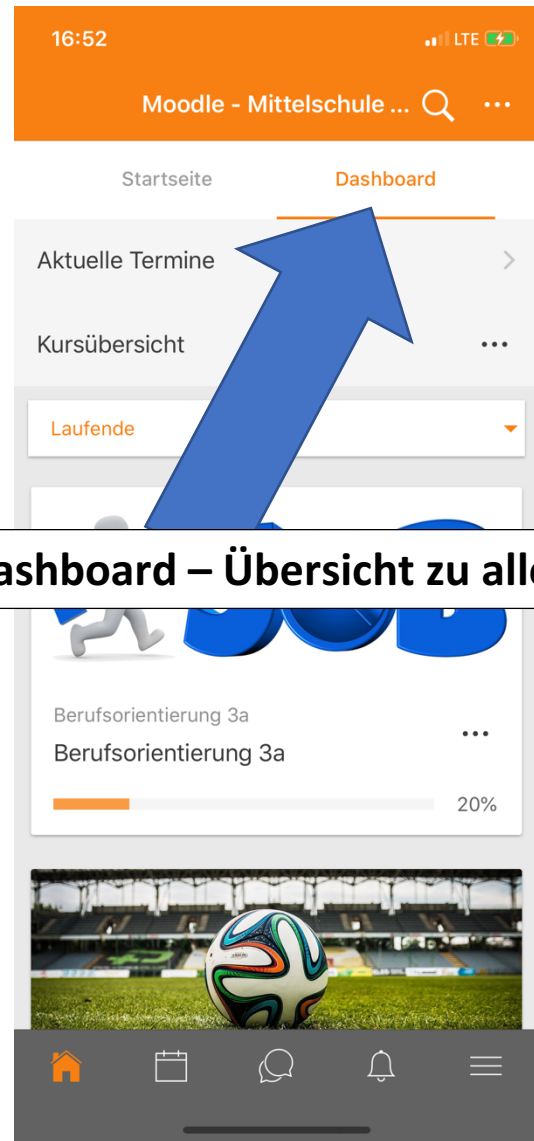 16:52
LTE
Moodle - Mittelschule ...
Startseite
Dashboard
Aktuelle Termine
Kursübersicht
Laufende
ashboard – Übersicht zu all
JOB
Berufsorientierung 3a
Berufsorientierung 3a
20%